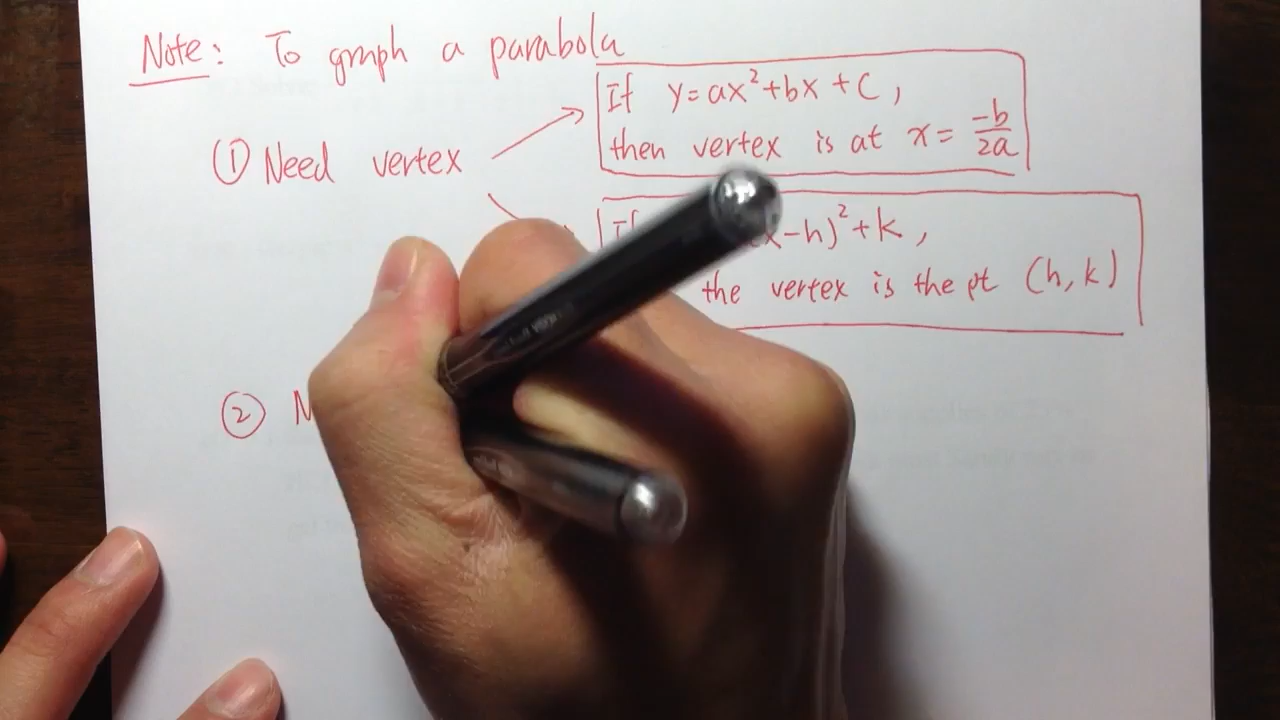 Note: To graph a parabola
① Need vertex
If y=ax²+bx+c,
then vertex is at x= -b/2a
If x-h)²+k,
the vertex is the pt (h,k)
② N